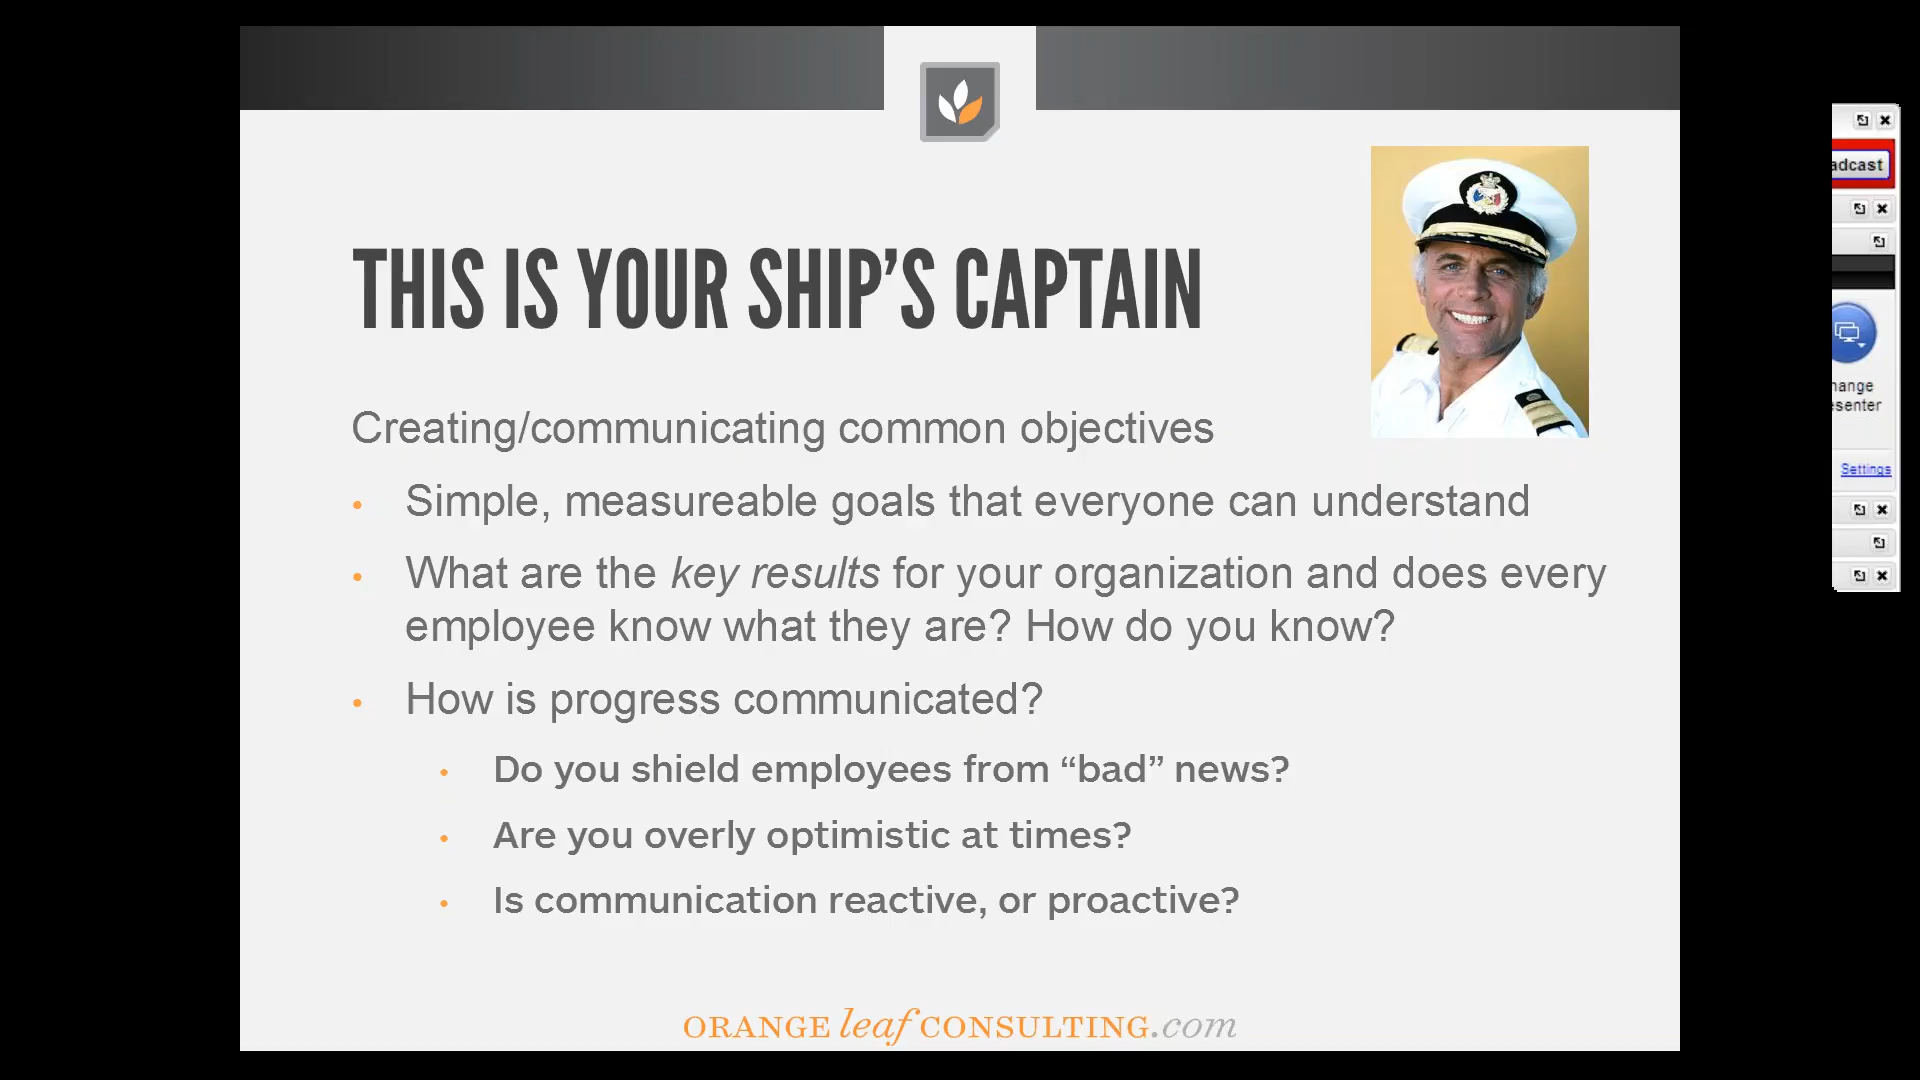 THIS IS YOUR SHIP’S CAPTAIN
Creating/communicating common objectives
• Simple, measureable goals that everyone can understand
• What are the key results for your organization and does every
employee know what they are? How do you know?
• How is progress communicated?
• Do you shield employees from “bad” news?
• Are you overly optimistic at times?
• Is communication reactive, or proactive?
ORANGE leaf CONSULTING.com
adcast
hange
esenter
Settings